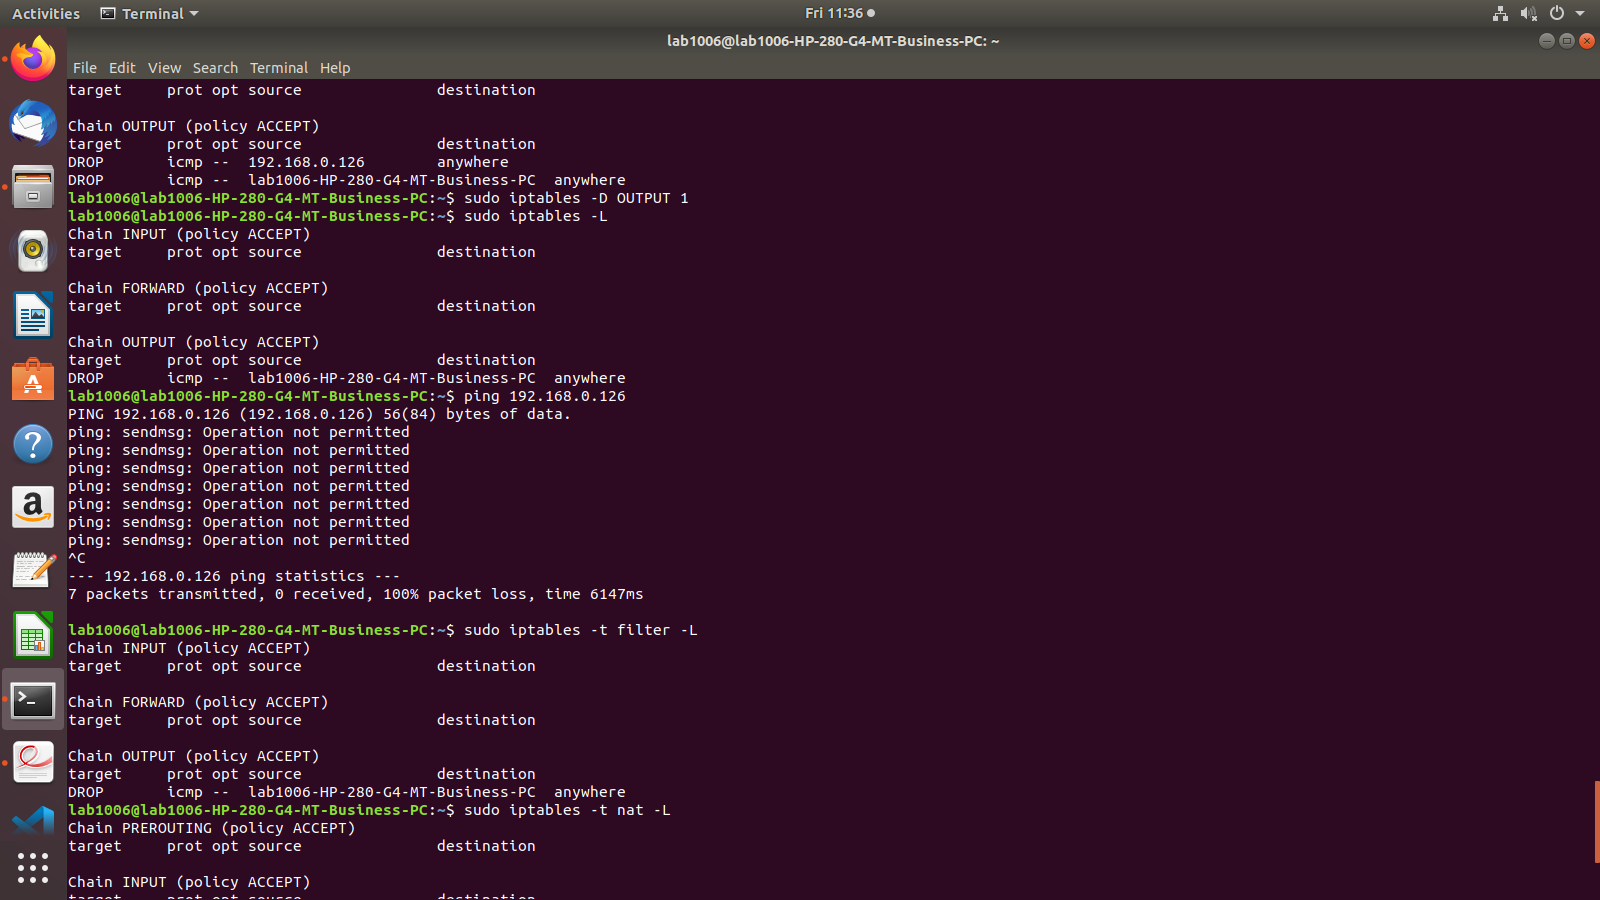 Activities Terminal Fri 11:36
lab1006@lab1006-HP-280-G4-MT-Business-PC: ~
File Edit View Search Terminal Help
target     prot opt source               destination
Chain OUTPUT (policy ACCEPT)
target     prot opt source               destination
DROP       icmp --  192.168.0.126        anywhere
DROP       icmp --  lab1006-HP-280-G4-MT-Business-PC  anywhere
lab1006@lab1006-HP-280-G4-MT-Business-PC:~$ sudo iptables -D OUTPUT 1
lab1006@lab1006-HP-280-G4-MT-Business-PC:~$ sudo iptables -L
Chain INPUT (policy ACCEPT)
target     prot opt source               destination
Chain FORWARD (policy ACCEPT)
target     prot opt source               destination
Chain OUTPUT (policy ACCEPT)
target     prot opt source               destination
DROP       icmp --  lab1006-HP-280-G4-MT-Business-PC  anywhere
lab1006@lab1006-HP-280-G4-MT-Business-PC:~$ ping 192.168.0.126
PING 192.168.0.126 (192.168.0.126) 56(84) bytes of data.
ping: sendmsg: Operation not permitted
ping: sendmsg: Operation not permitted
ping: sendmsg: Operation not permitted
ping: sendmsg: Operation not permitted
ping: sendmsg: Operation not permitted
ping: sendmsg: Operation not permitted
ping: sendmsg: Operation not permitted
^C
--- 192.168.0.126 ping statistics ---
7 packets transmitted, 0 received, 100% packet loss, time 6147ms
lab1006@lab1006-HP-280-G4-MT-Business-PC:~$ sudo iptables -t filter -L
Chain INPUT (policy ACCEPT)
target     prot opt source               destination
Chain FORWARD (policy ACCEPT)
target     prot opt source               destination
Chain OUTPUT (policy ACCEPT)
target     prot opt source               destination
DROP       icmp --  lab1006-HP-280-G4-MT-Business-PC  anywhere
lab1006@lab1006-HP-280-G4-MT-Business-PC:~$ sudo iptables -t nat -L
Chain PREROUTING (policy ACCEPT)
target     prot opt source               destination
Chain INPUT (policy ACCEPT)